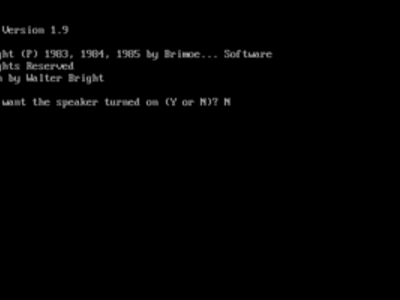 Version 1.9
ght (P) 1983, 1984, 1985 by Brimoe... Software
ghts Reserved
n by Walter Bright
want the speaker turned on (Y or N)? N